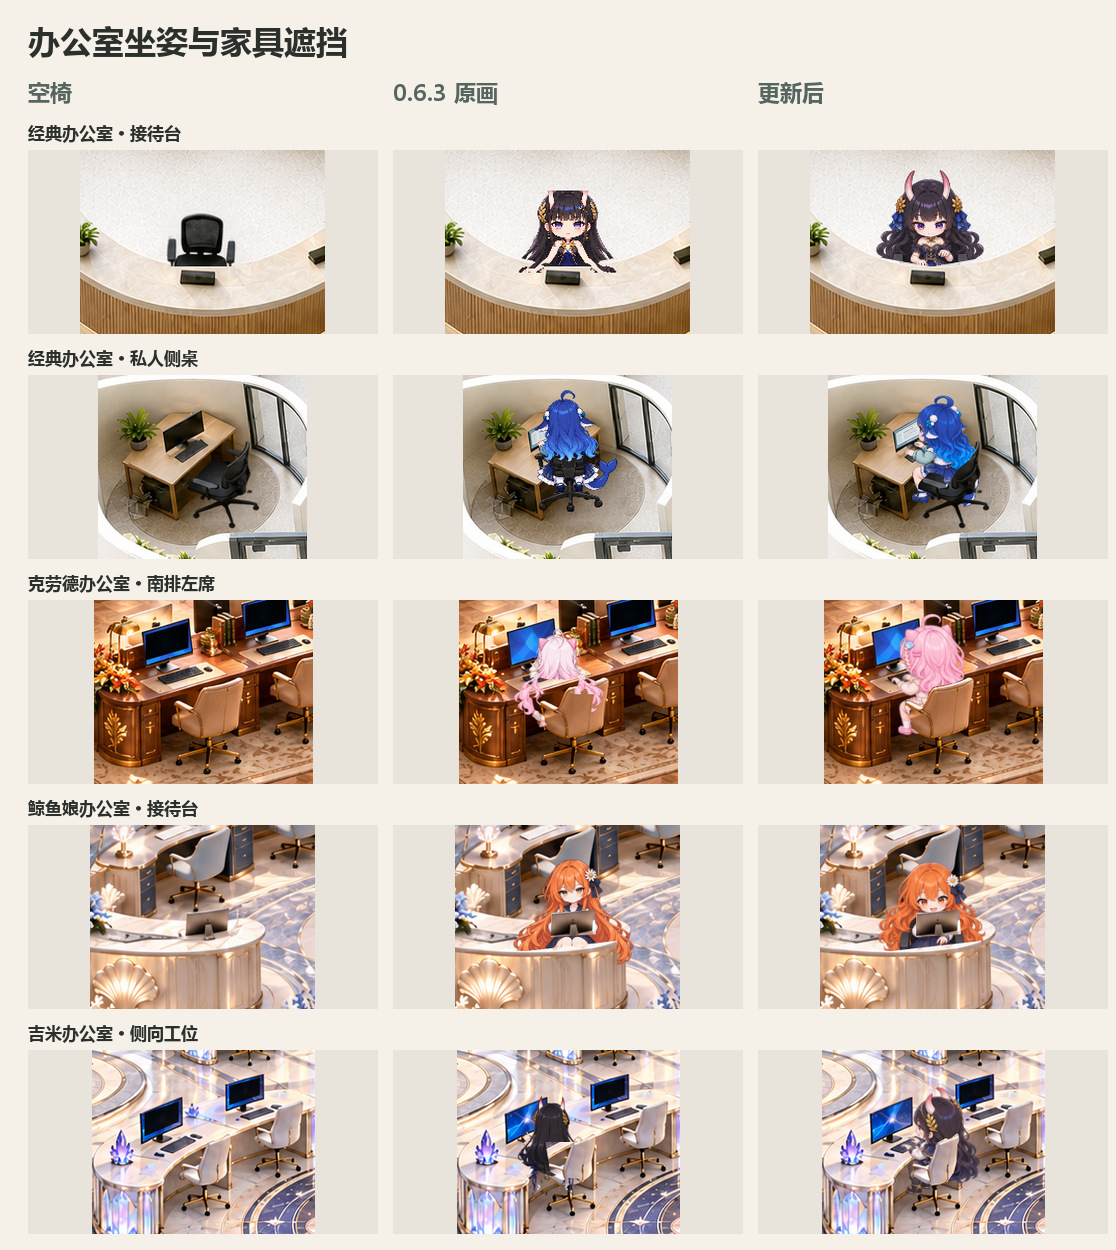 办公室坐姿与家具遮挡
空椅
0.6.3 原画
更新后
经典办公室・接待台
经典办公室・私人侧桌
克劳德办公室・南排左席
鲸鱼娘办公室・接待台
吉米办公室・侧向工位